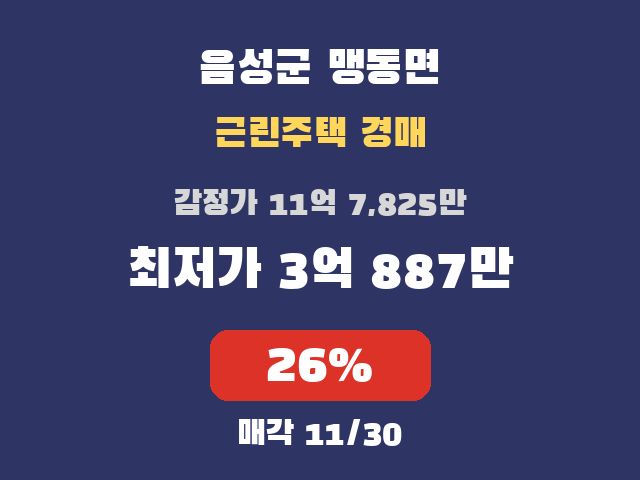 음성군 맹동면
근린주택 경매
감정가 11억 7,825만
최저가 3억 887만
26%
매각 11/30